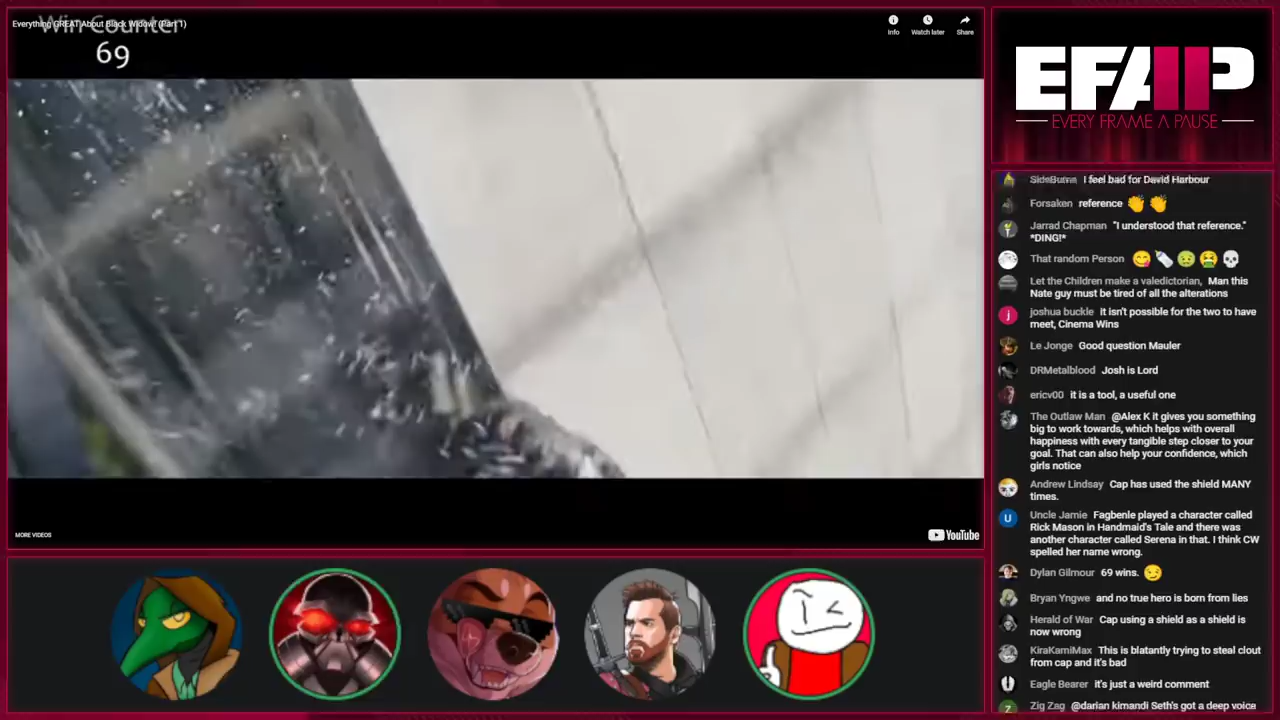 Everything GREAT About Black Widow! (Part 1)
Win Counter
69
Info
Watch later
Share
MORE VIDEOS
YouTube
EFAP
EVERY FRAME A PAUSE
SideBurns I feel bad for David Harbour
Forsaken reference 👏 👏
Jarrad Chapman "I understood that reference."
*DING!*
That random Person 😋 🍼 🤢 🤮 💀
Let the Children make a valedictorian, Man this
Nate guy must be tired of all the alterations
joshua buckle it isn't possible for the two to have
meet, Cinema Wins
Le Jonge Good question Mauler
DRMetalblood Josh is Lord
ericv00 it is a tool, a useful one
The Outlaw Man @Alex K it gives you something
big to work towards, which helps with overall
happiness with every tangible step closer to your
goal. That can also help your confidence, which
girls notice
Andrew Lindsay Cap has used the shield MANY
times.
U
Uncle Jamie Fagbenle played a character called
Rick Mason in Handmaid's Tale and there was
another character called Serena in that. I think CW
spelled her name wrong.
Dylan Gilmour 69 wins. 😏
Bryan Yngwe and no true hero is born from lies
Herald of War Cap using a shield as a shield is
now wrong
KiraKamiMax This is blatantly trying to steal clout
from cap and it's bad
Eagle Bearer it's just a weird comment
Z
Zig Zag @darian kimandi Seth's got a deep voice